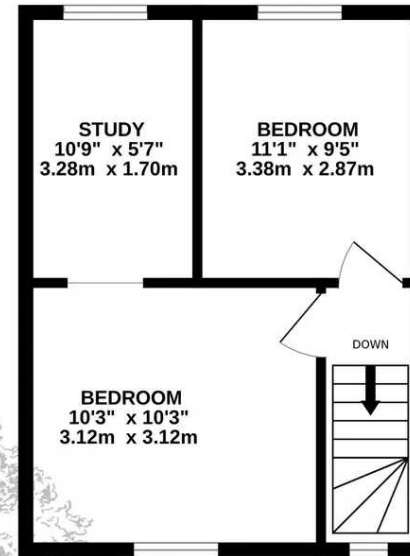 STUDY
10'9" x 5'7"
3.28m x 1.70m
BEDROOM
11'1" x 9'5"
3.38m x 2.87m
DOWN
BEDROOM
10'3" x 10'3"
3.12m x 3.12m